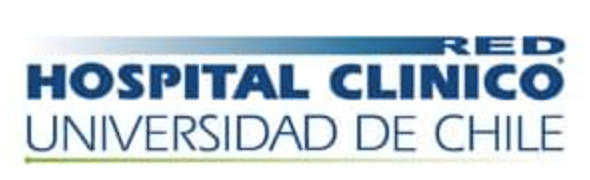 RED
HOSPITAL CLINICO
UNIVERSIDAD DE CHILE